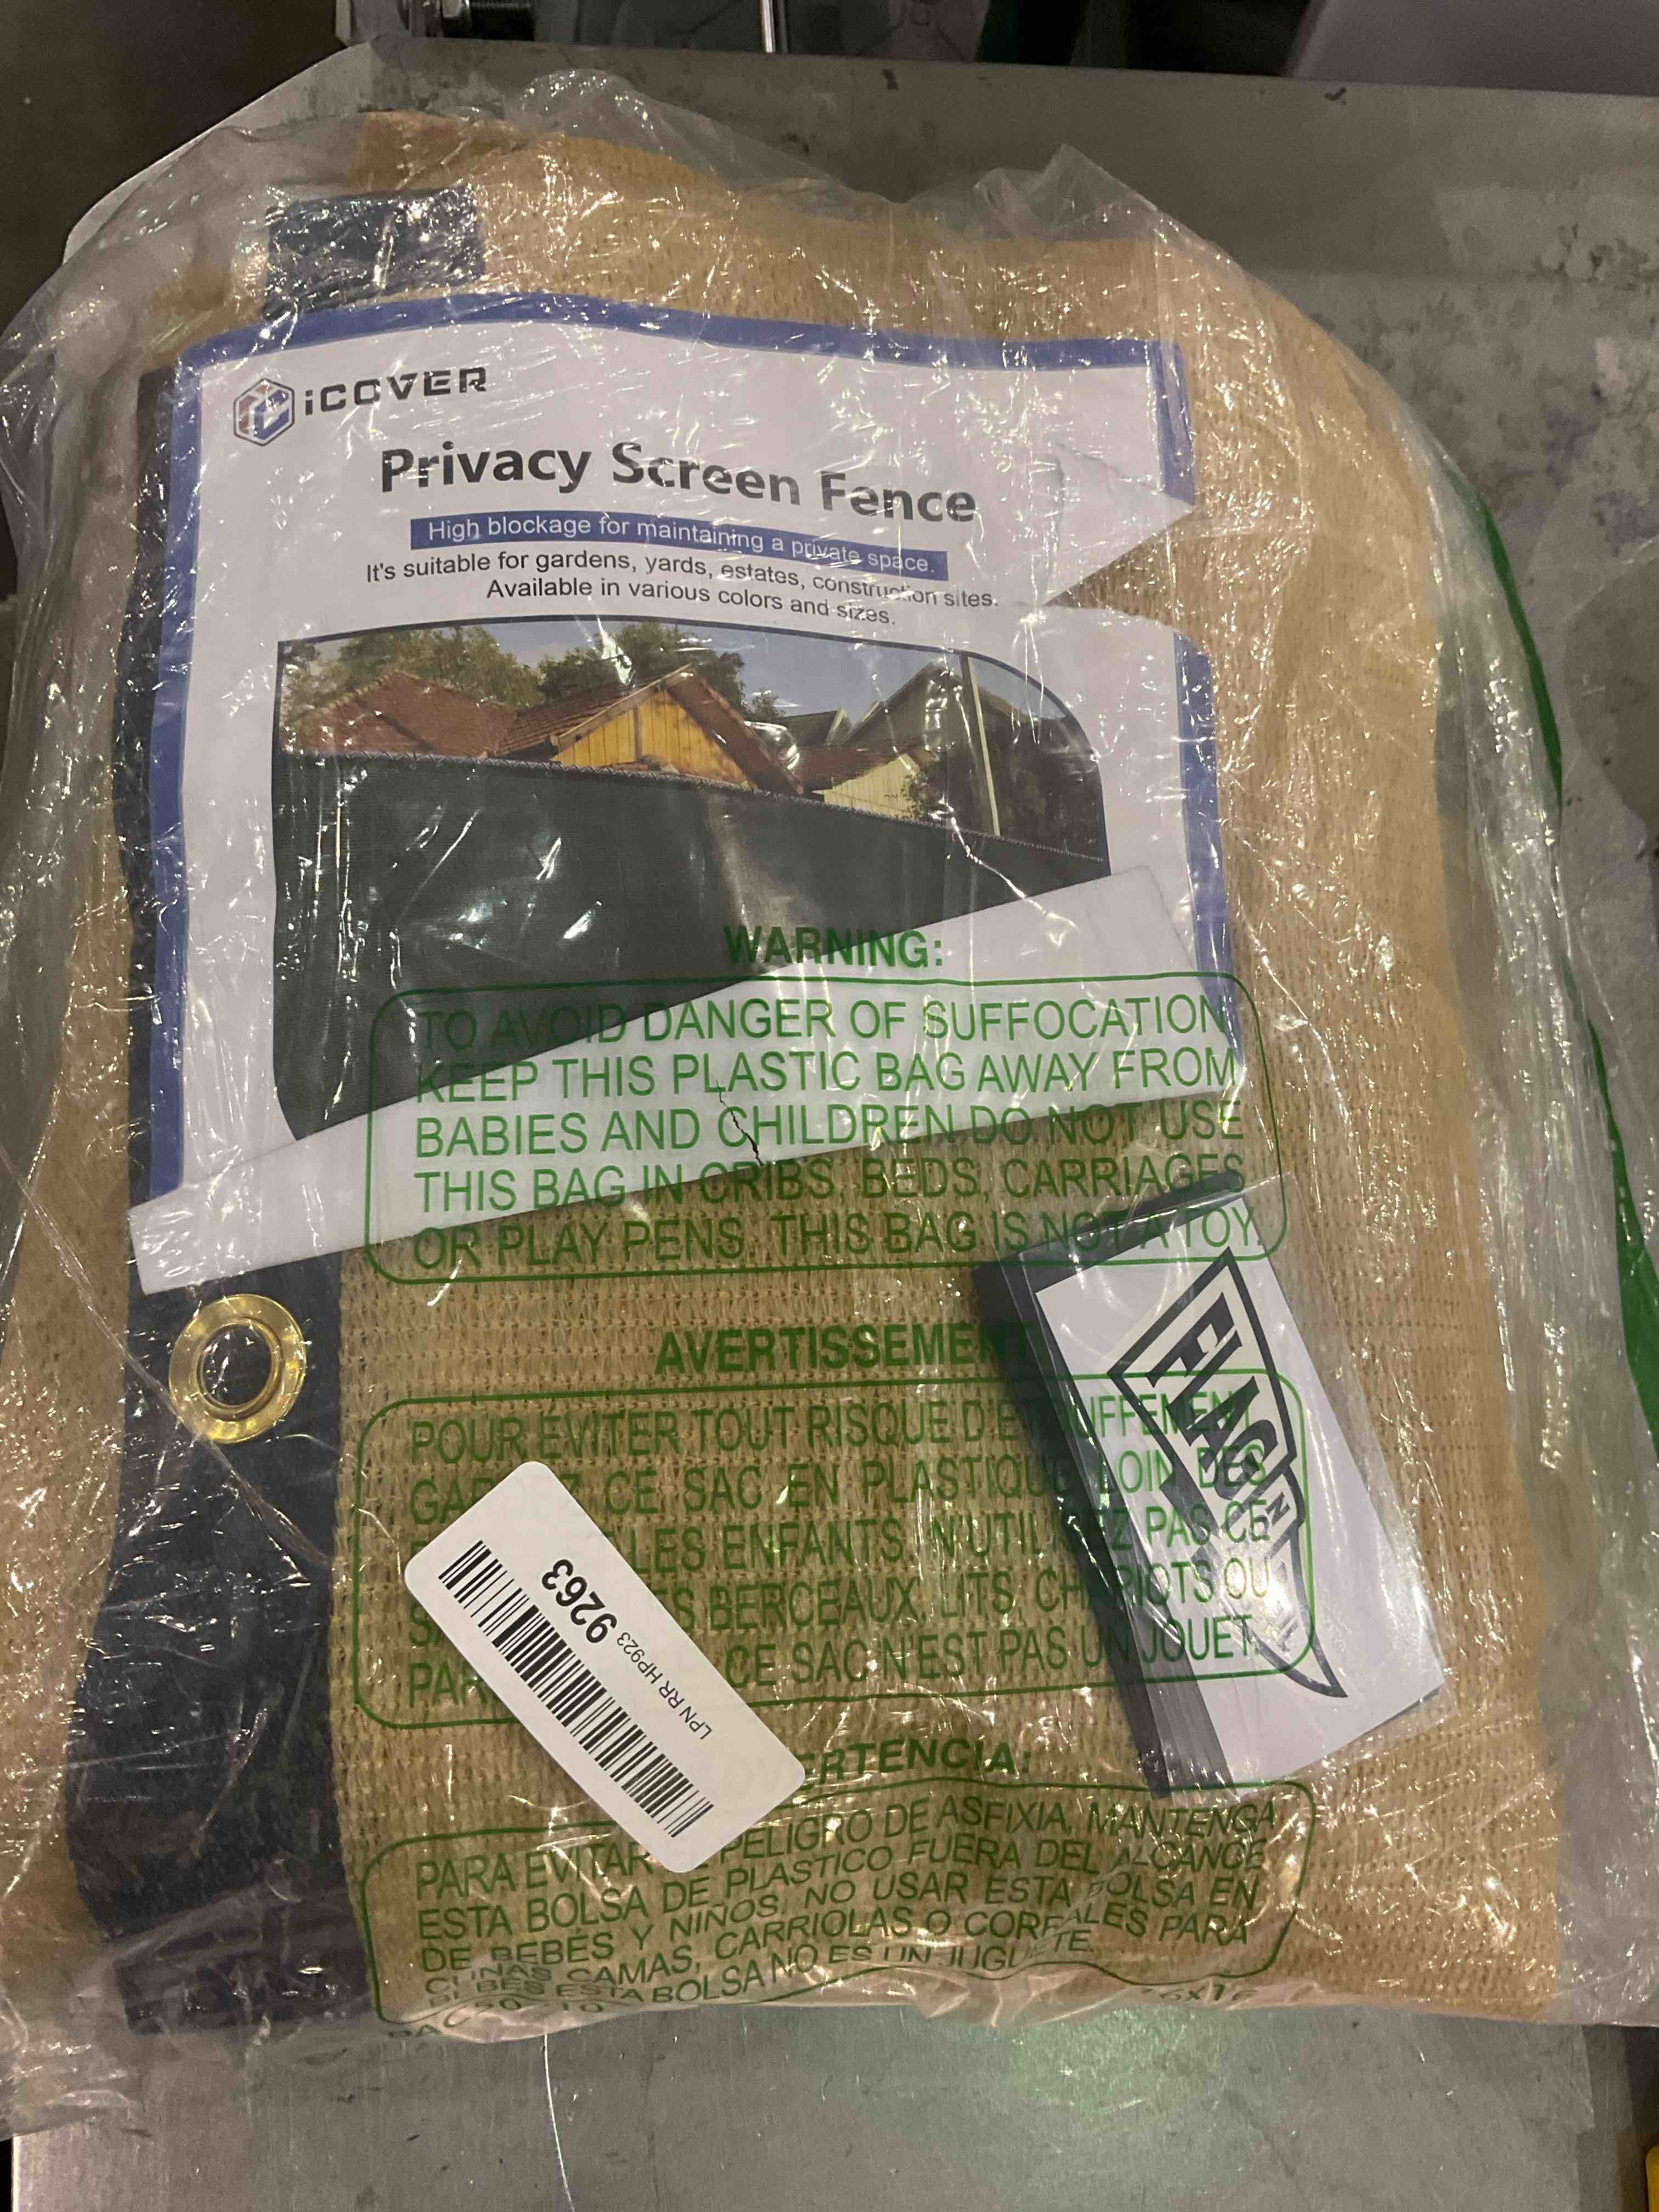 iCOVER
Privacy Screen Fence
High blockage for maintaining a private space.
It's suitable for gardens, yards, estates, construction sites.
Available in various colors and sizes.
WARNING:
TO AVOID DANGER OF SUFFOCATION
KEEP THIS PLASTIC BAG AWAY FROM
BABIES AND CHILDREN DO NOT USE
THIS BAG IN CRIBS, BEDS, CARRIAGES
OR PLAY PENS. THIS BAG IS NOT A TOY.
POUR ÉVITER TOUT RISQUE
CE SAC EN PLASTIQUE LOIN DES
LES ENFANTS. PAS CE
BERCEAUX, LITS, OU
CE SAC N'EST PAS UN JOUET.
FLAG
LPN RR HP923 9263
PARA EVITAR PELIGRO DE ASFIXIA, MANTENGA
ESTA BOLSA DE PLASTICO FUERA DEL ALCANCE
DE BEBÉS Y NIÑOS, NO USAR ESTA BOLSA EN
CUNAS, CAMAS, CARRIOLAS O CORRALES PARA
BEBÉS ESTA BOLSA NO ES UN JUGUETE.